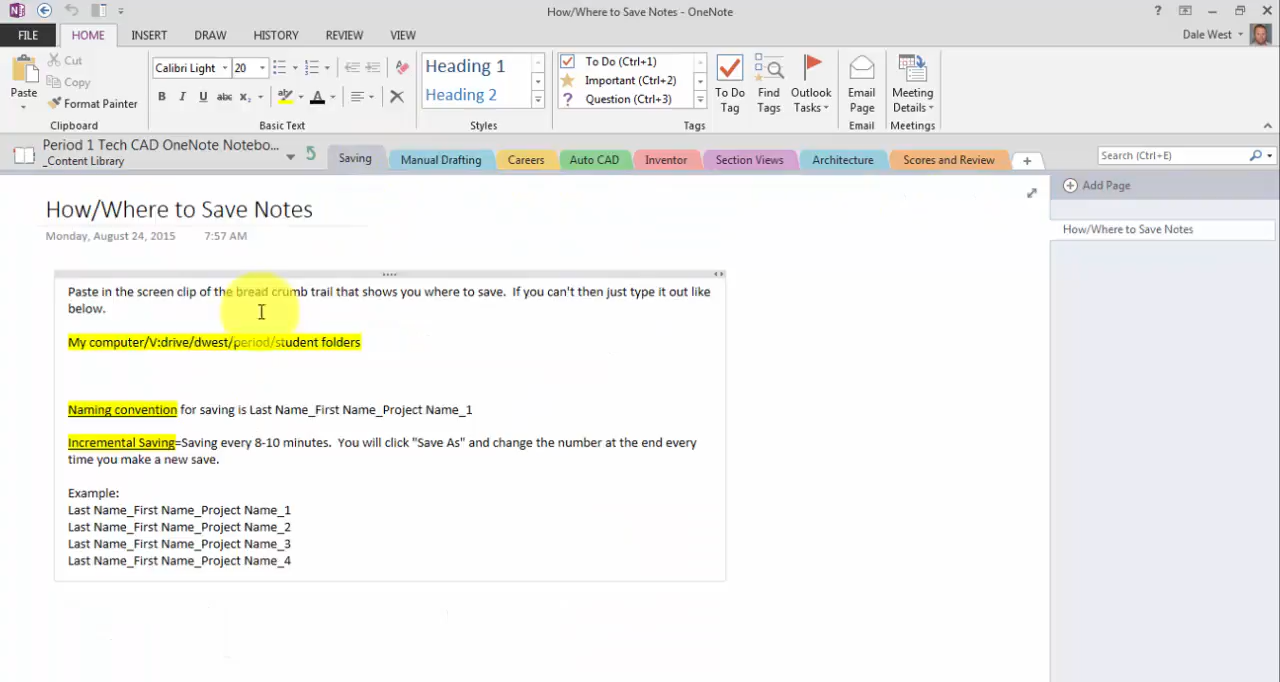 How/Where to Save Notes - OneNote
?
FILE
HOME
INSERT
DRAW
HISTORY
REVIEW
VIEW
Dale West
Paste
Cut
Copy
Format Painter
Clipboard
Calibri Light
20
B I U abc x₂ A
Basic Text
Heading 1
Heading 2
Styles
To Do (Ctrl+1)
Important (Ctrl+2)
Question (Ctrl+3)
To Do
Tag
Find
Tags
Tags
Outlook
Tasks
Email
Page
Email
Meeting
Details
Meetings
Period 1 Tech CAD OneNote Notebo...
_Content Library
Saving
Manual Drafting
Careers
Auto CAD
Inventor
Section Views
Architecture
Scores and Review
+
Search (Ctrl+E)
Add Page
How/Where to Save Notes
How/Where to Save Notes
Monday, August 24, 2015 7:57 AM
Paste in the screen clip of the bread crumb trail that shows you where to save. If you can't then just type it out like
below.
My computer/V:drive/dwest/period/student folders
Naming convention for saving is Last Name_First Name_Project Name_1
Incremental Saving=Saving every 8-10 minutes. You will click "Save As" and change the number at the end every
time you make a new save.
Example:
Last Name_First Name_Project Name_1
Last Name_First Name_Project Name_2
Last Name_First Name_Project Name_3
Last Name_First Name_Project Name_4